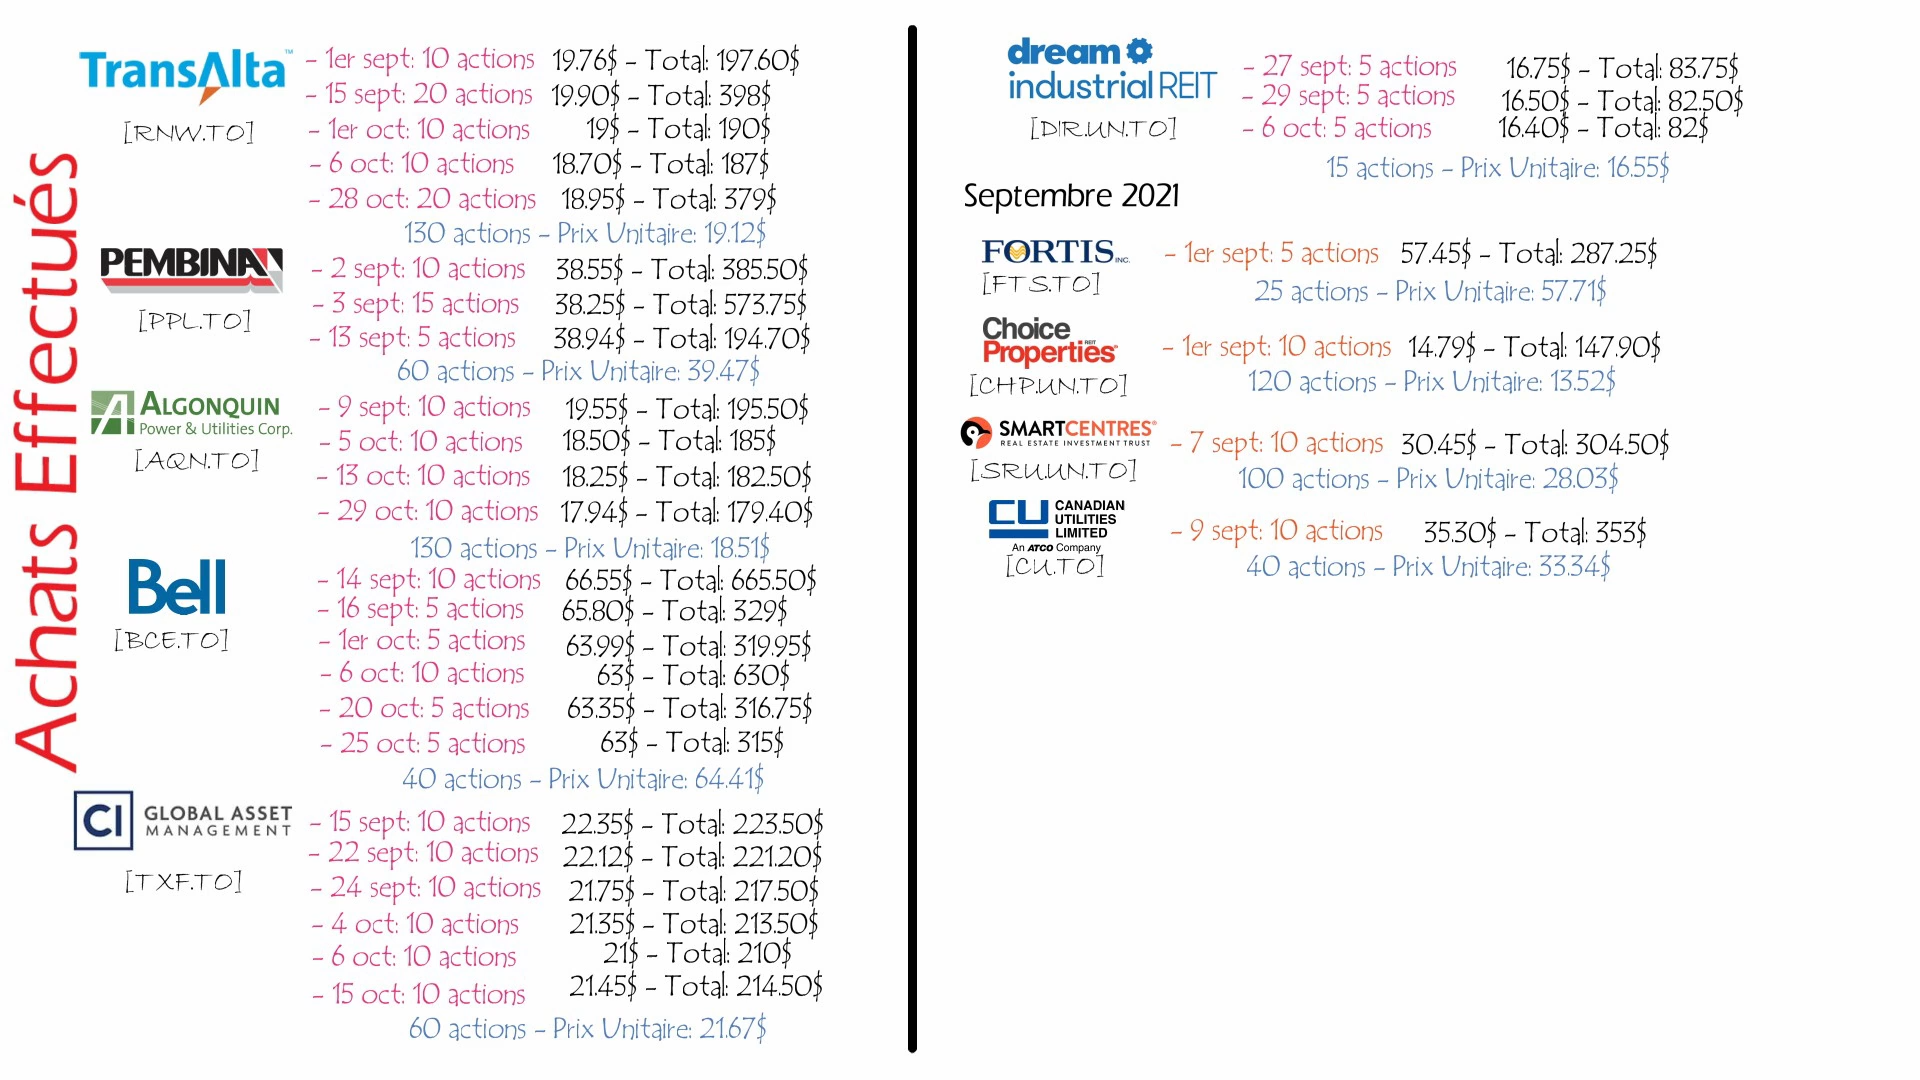 Achats Effectués
TransAlta™
[RNW.TO]
- 1er sept: 10 actions 19.76$ - Total: 197.60$
- 15 sept: 20 actions 19.90$ - Total: 398$
- 1er oct: 10 actions 19$ - Total: 190$
- 6 oct: 10 actions 18.70$ - Total: 187$
- 28 oct: 20 actions 18.95$ - Total: 379$
130 actions - Prix Unitaire: 19.12$
PEMBINA
[PPL.TO]
- 2 sept: 10 actions 38.55$ - Total: 385.50$
- 3 sept: 15 actions 38.25$ - Total: 573.75$
- 13 sept: 5 actions 38.94$ - Total: 194.70$
60 actions - Prix Unitaire: 39.47$
ALGONQUIN
Power & Utilities Corp.
[AQN.TO]
- 9 sept: 10 actions 19.55$ - Total: 195.50$
- 5 oct: 10 actions 18.50$ - Total: 185$
- 13 oct: 10 actions 18.25$ - Total: 182.50$
- 29 oct: 10 actions 17.94$ - Total: 179.40$
130 actions - Prix Unitaire: 18.51$
Bell
[BCE.TO]
- 14 sept: 10 actions 66.55$ - Total: 665.50$
- 16 sept: 5 actions 65.80$ - Total: 329$
- 1er oct: 5 actions 63.99$ - Total: 319.95$
- 6 oct: 10 actions 63$ - Total: 630$
- 20 oct: 5 actions 63.35$ - Total: 316.75$
- 25 oct: 5 actions 63$ - Total: 315$
40 actions - Prix Unitaire: 64.41$
CI GLOBAL ASSET
MANAGEMENT
[TXF.TO]
- 15 sept: 10 actions 22.35$ - Total: 223.50$
- 22 sept: 10 actions 22.12$ - Total: 221.20$
- 24 sept: 10 actions 21.75$ - Total: 217.50$
- 4 oct: 10 actions 21.35$ - Total: 213.50$
- 6 oct: 10 actions 21$ - Total: 210$
- 15 oct: 10 actions 21.45$ - Total: 214.50$
60 actions - Prix Unitaire: 21.67$
dream
industrial REIT
[DIR.UN.TO]
- 27 sept: 5 actions 16.75$ - Total: 83.75$
- 29 sept: 5 actions 16.50$ - Total: 82.50$
- 6 oct: 5 actions 16.40$ - Total: 82$
15 actions - Prix Unitaire: 16.55$
Septembre 2021
FORTIS INC.
[FTS.TO]
- 1er sept: 5 actions 57.45$ - Total: 287.25$
25 actions - Prix Unitaire: 57.71$
Choice
Properties REIT
[CHP.UN.TO]
- 1er sept: 10 actions 14.79$ - Total: 147.90$
120 actions - Prix Unitaire: 13.52$
SMARTCENTRES®
REAL ESTATE INVESTMENT TRUST
[SRU.UN.TO]
- 7 sept: 10 actions 30.45$ - Total: 304.50$
100 actions - Prix Unitaire: 28.03$
CU CANADIAN
UTILITIES
LIMITED
An ATCO Company
[CU.TO]
- 9 sept: 10 actions 35.30$ - Total: 353$
40 actions - Prix Unitaire: 33.34$